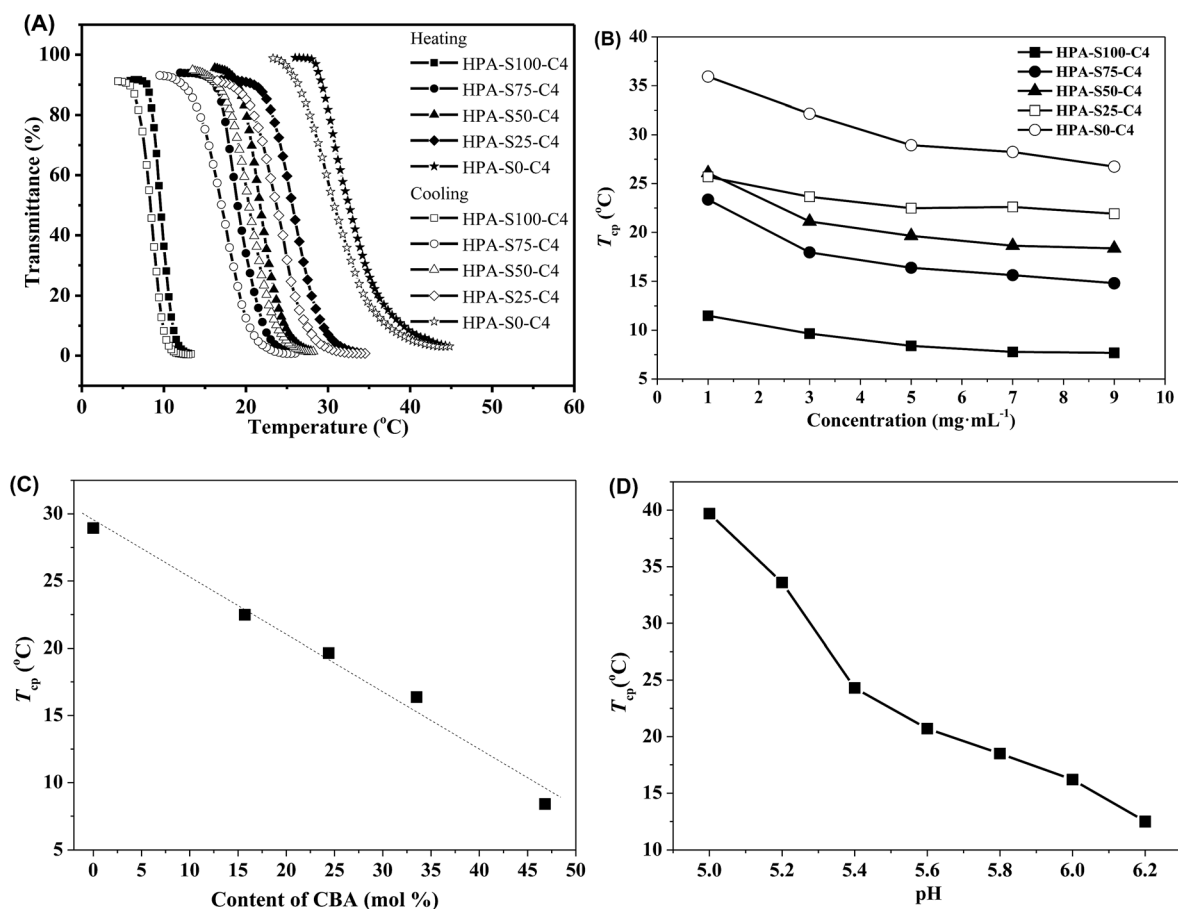 (A)
Transmittance (%)
100
80
60
40
20
0
0
10
20
30
40
50
60
Temperature (°C)
Heating
HPA-S100-C4
HPA-S75-C4
HPA-S50-C4
HPA-S25-C4
HPA-S0-C4
Cooling
HPA-S100-C4
HPA-S75-C4
HPA-S50-C4
HPA-S25-C4
HPA-S0-C4
(B)
Tcp (°C)
40
35
30
25
20
15
10
5
0
1
2
3
4
5
6
7
8
9
10
Concentration (mg·mL⁻¹)
HPA-S100-C4
HPA-S75-C4
HPA-S50-C4
HPA-S25-C4
HPA-S0-C4
(C)
Tcp (°C)
30
25
20
15
10
5
0
5
10
15
20
25
30
35
40
45
50
Content of CBA (mol %)
(D)
Tcp (°C)
40
35
30
25
20
15
10
5.0
5.2
5.4
5.6
5.8
6.0
6.2
pH